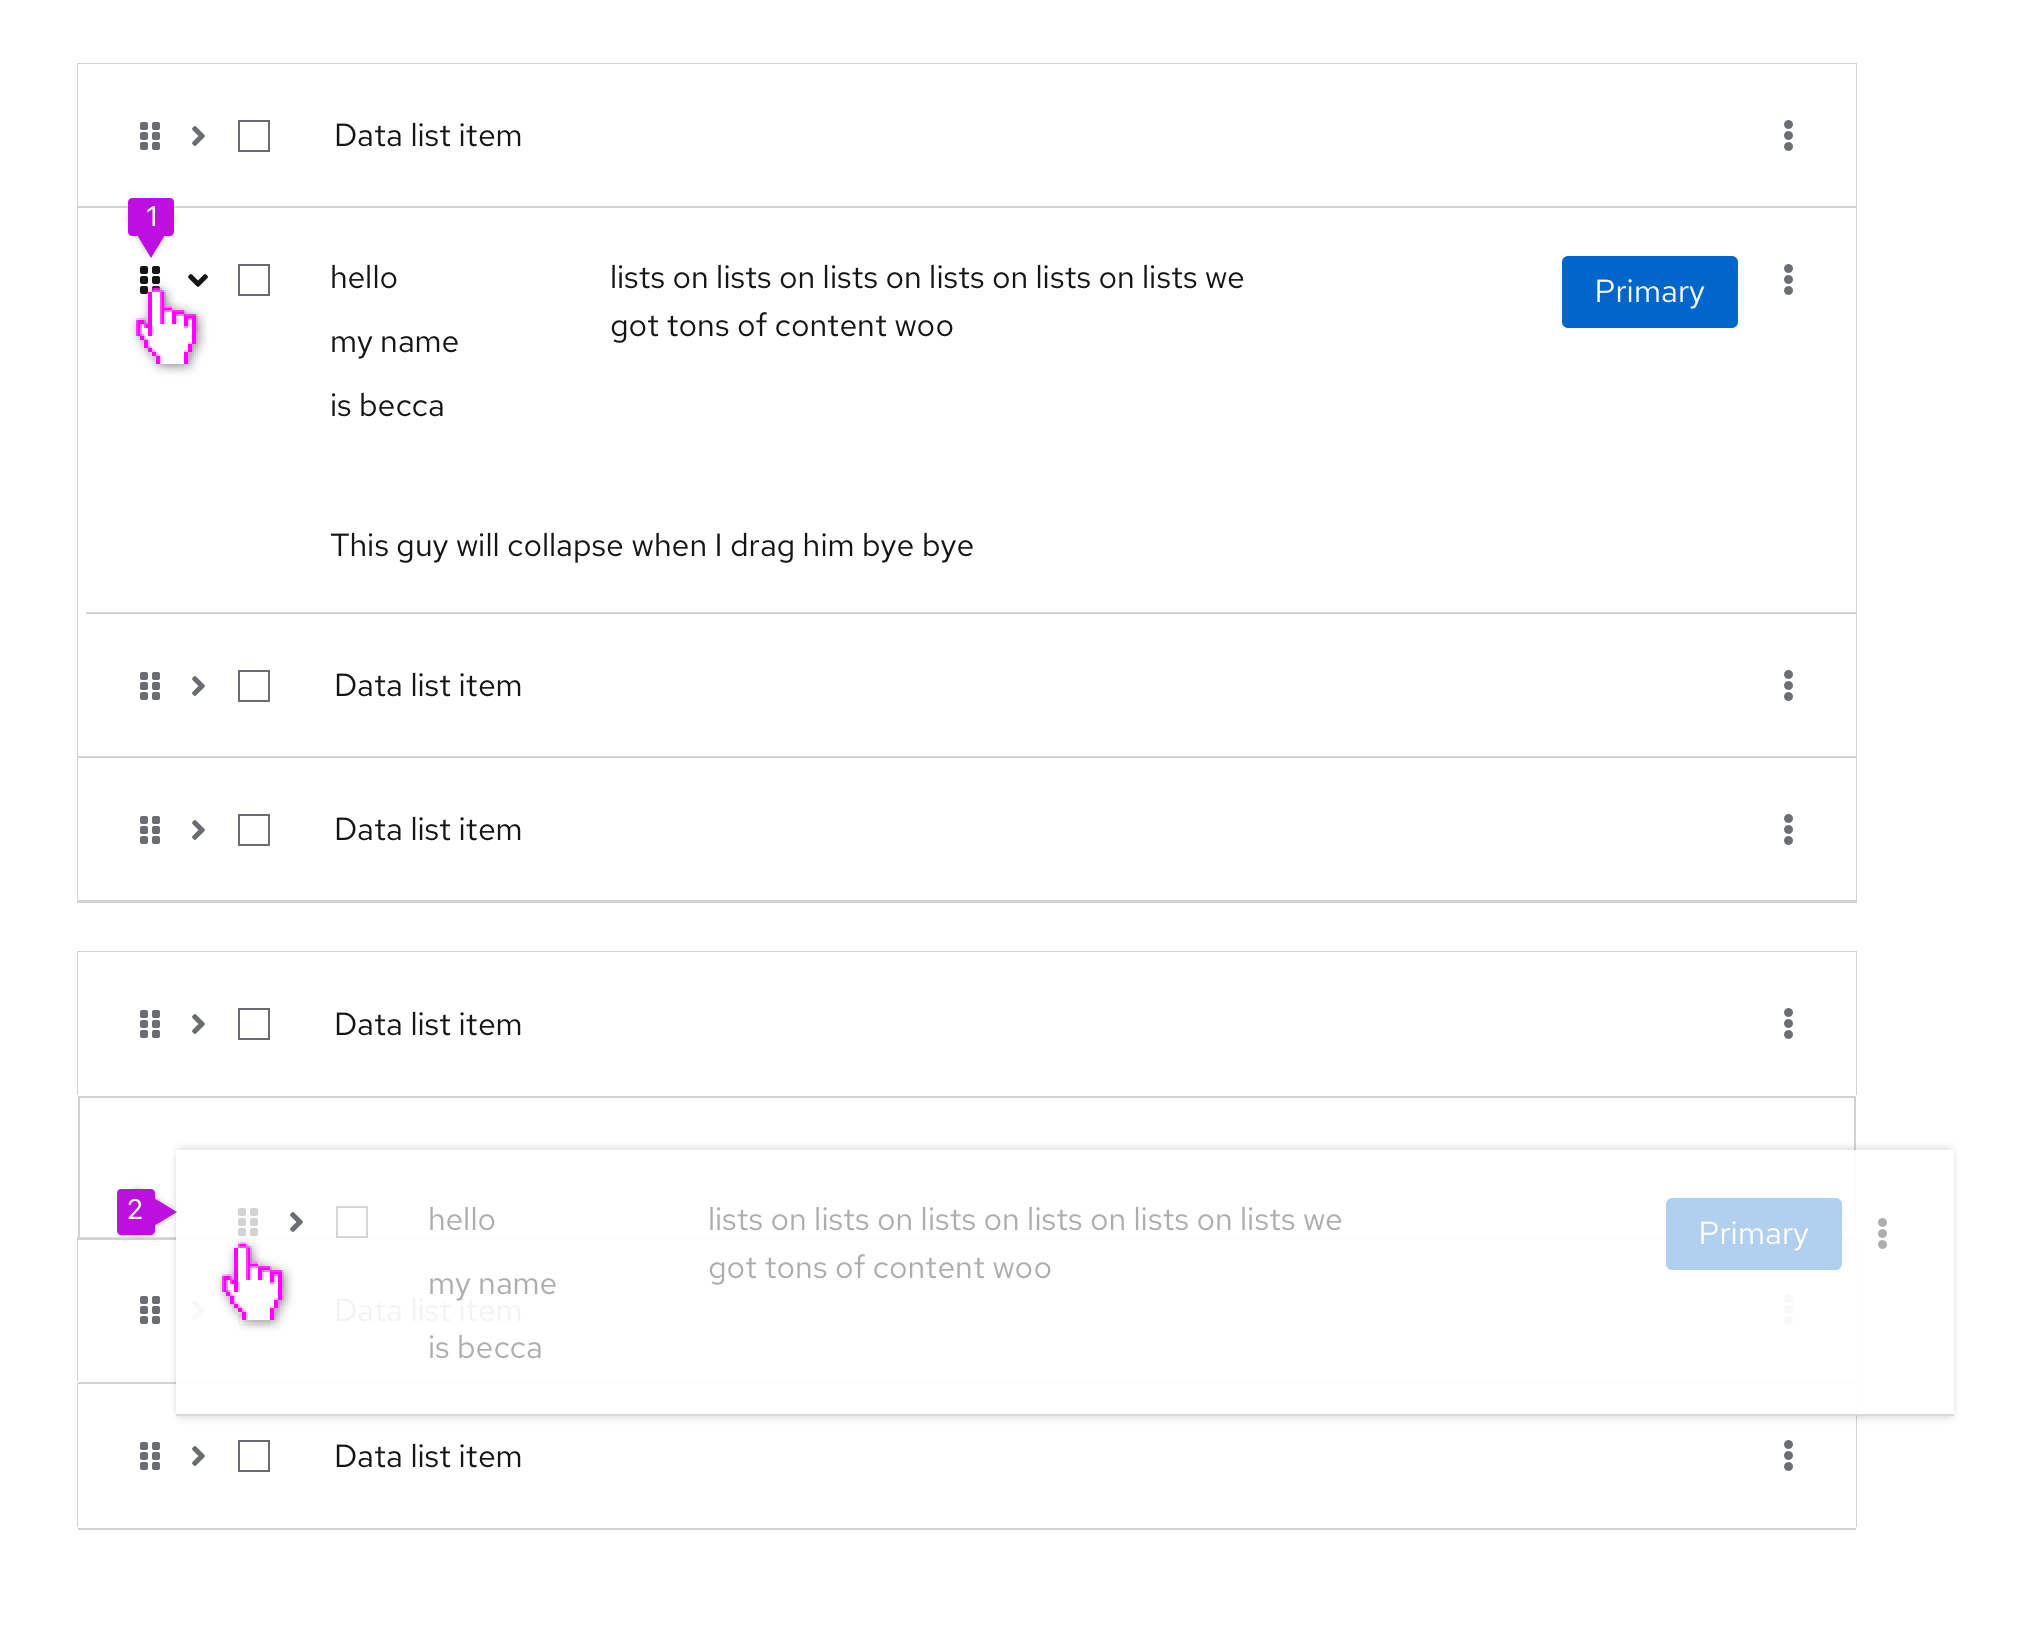 Data list item
1
hello
lists on lists on lists on lists on lists on lists we
got tons of content woo
Primary
my name
is becca
This guy will collapse when I drag him bye bye
Data list item
Data list item
Data list item
2
hello
lists on lists on lists on lists on lists on lists we
got tons of content woo
Primary
my name
Data list item
is becca
Data list item